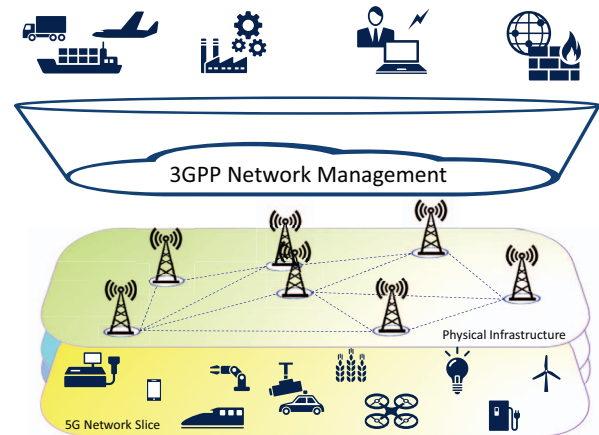 3GPP Network Management
Physical Infrastructure
5G Network Slice